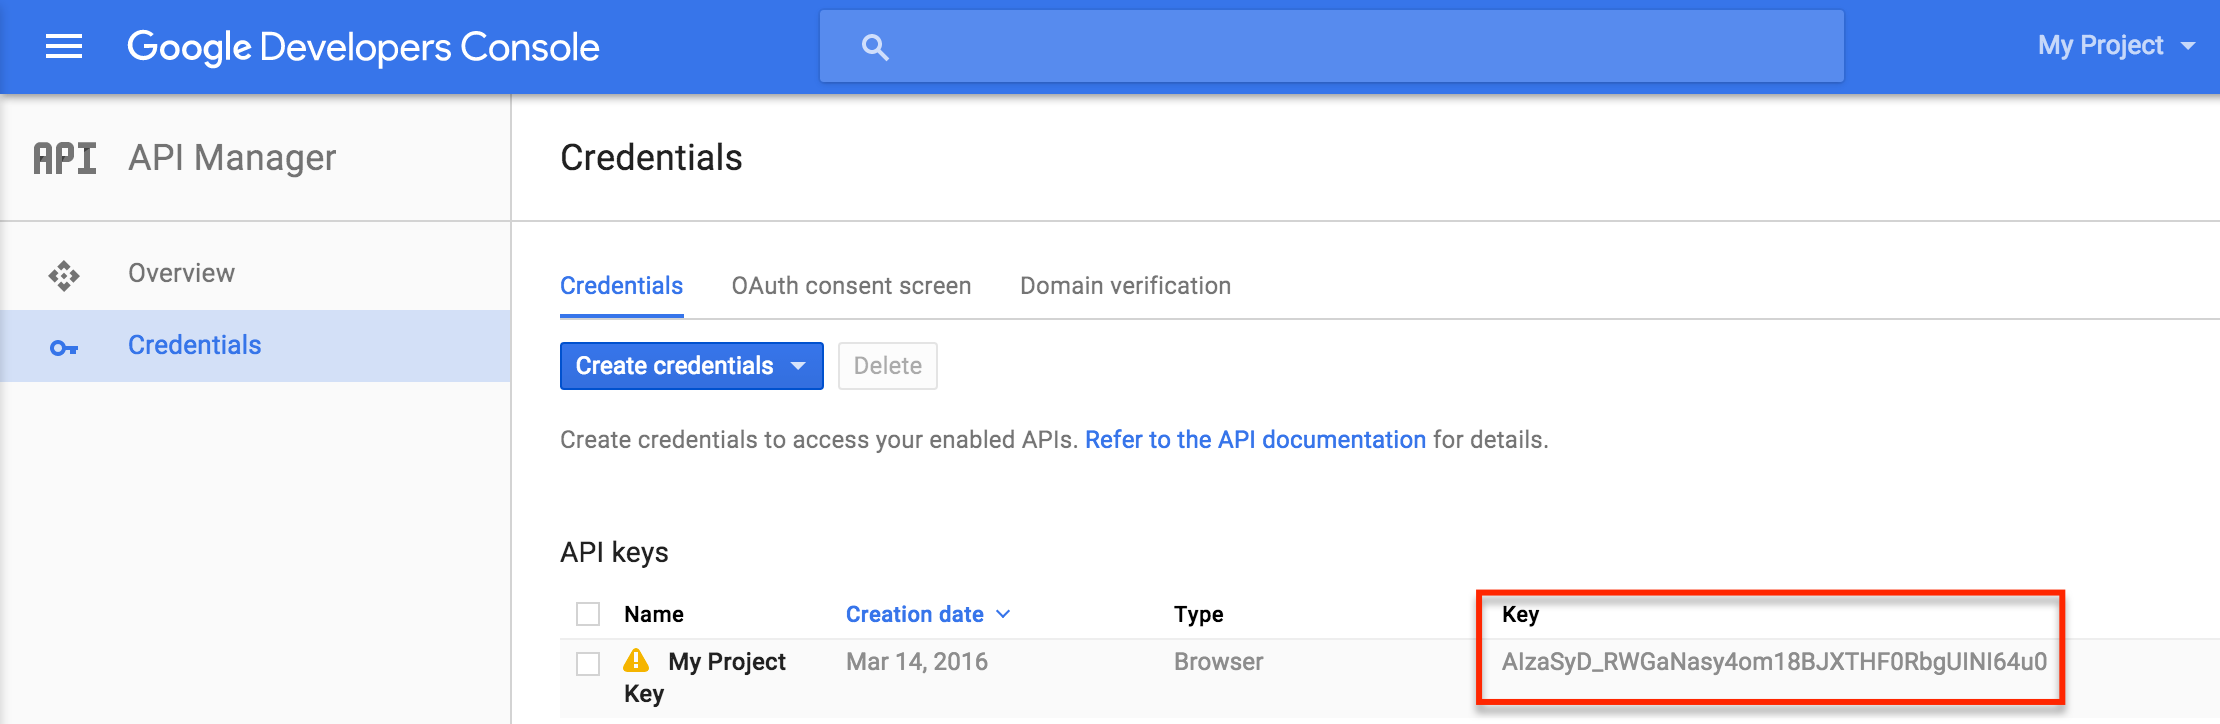 Google Developers Console
My Project
API API Manager
Credentials
Overview
Credentials
Credentials OAuth consent screen Domain verification
Create credentials Delete
Create credentials to access your enabled APIs. Refer to the API documentation for details.
API keys
Name Creation date Type Key
My Project Mar 14, 2016 Browser AIzaSyD_RWGaNasy4om18BJXTHF0RbgUINI64u0
Key